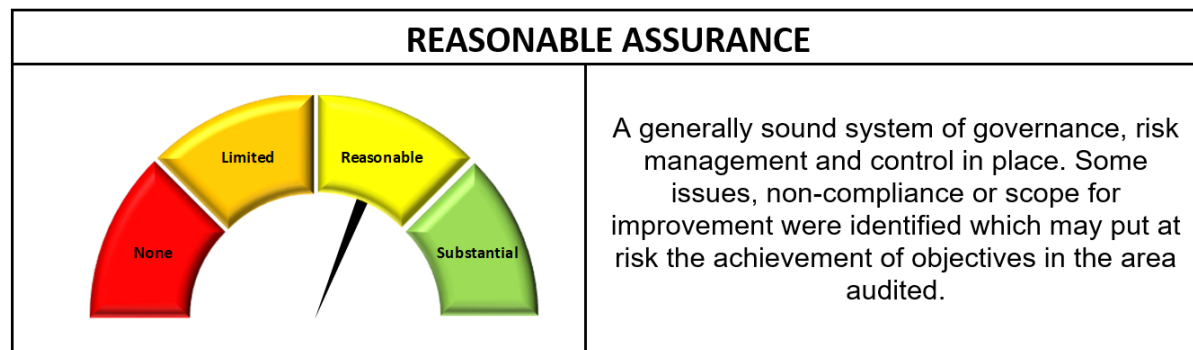 REASONABLE ASSURANCE
Limited
Reasonable
None
Substantial
A generally sound system of governance, risk
management and control in place. Some
issues, non-compliance or scope for
improvement were identified which may put at
risk the achievement of objectives in the area
audited.